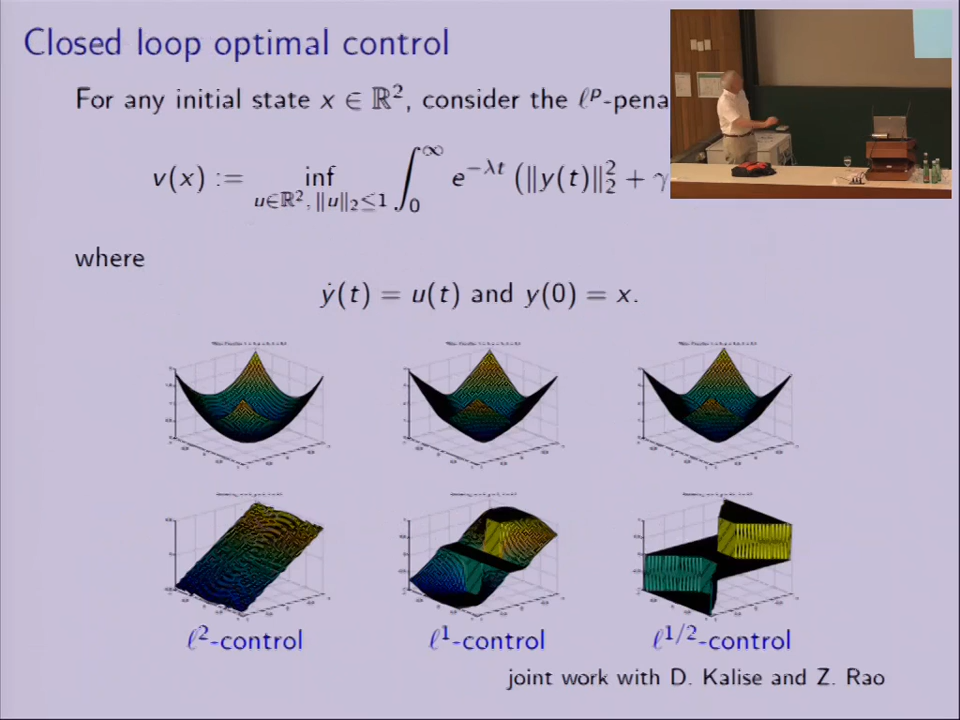 Closed loop optimal control
For any initial state x ∈ ℝ², consider the ℓᵖ-pena
v(x) := inf_{u∈ℝ², ‖u‖₂≤1} ∫₀^∞ e^{−λt} (‖y(t)‖₂² + γ
where
ẏ(t) = u(t) and y(0) = x.
ℓ²-control ℓ¹-control ℓ^{1/2}-control
joint work with D. Kalise and Z. Rao